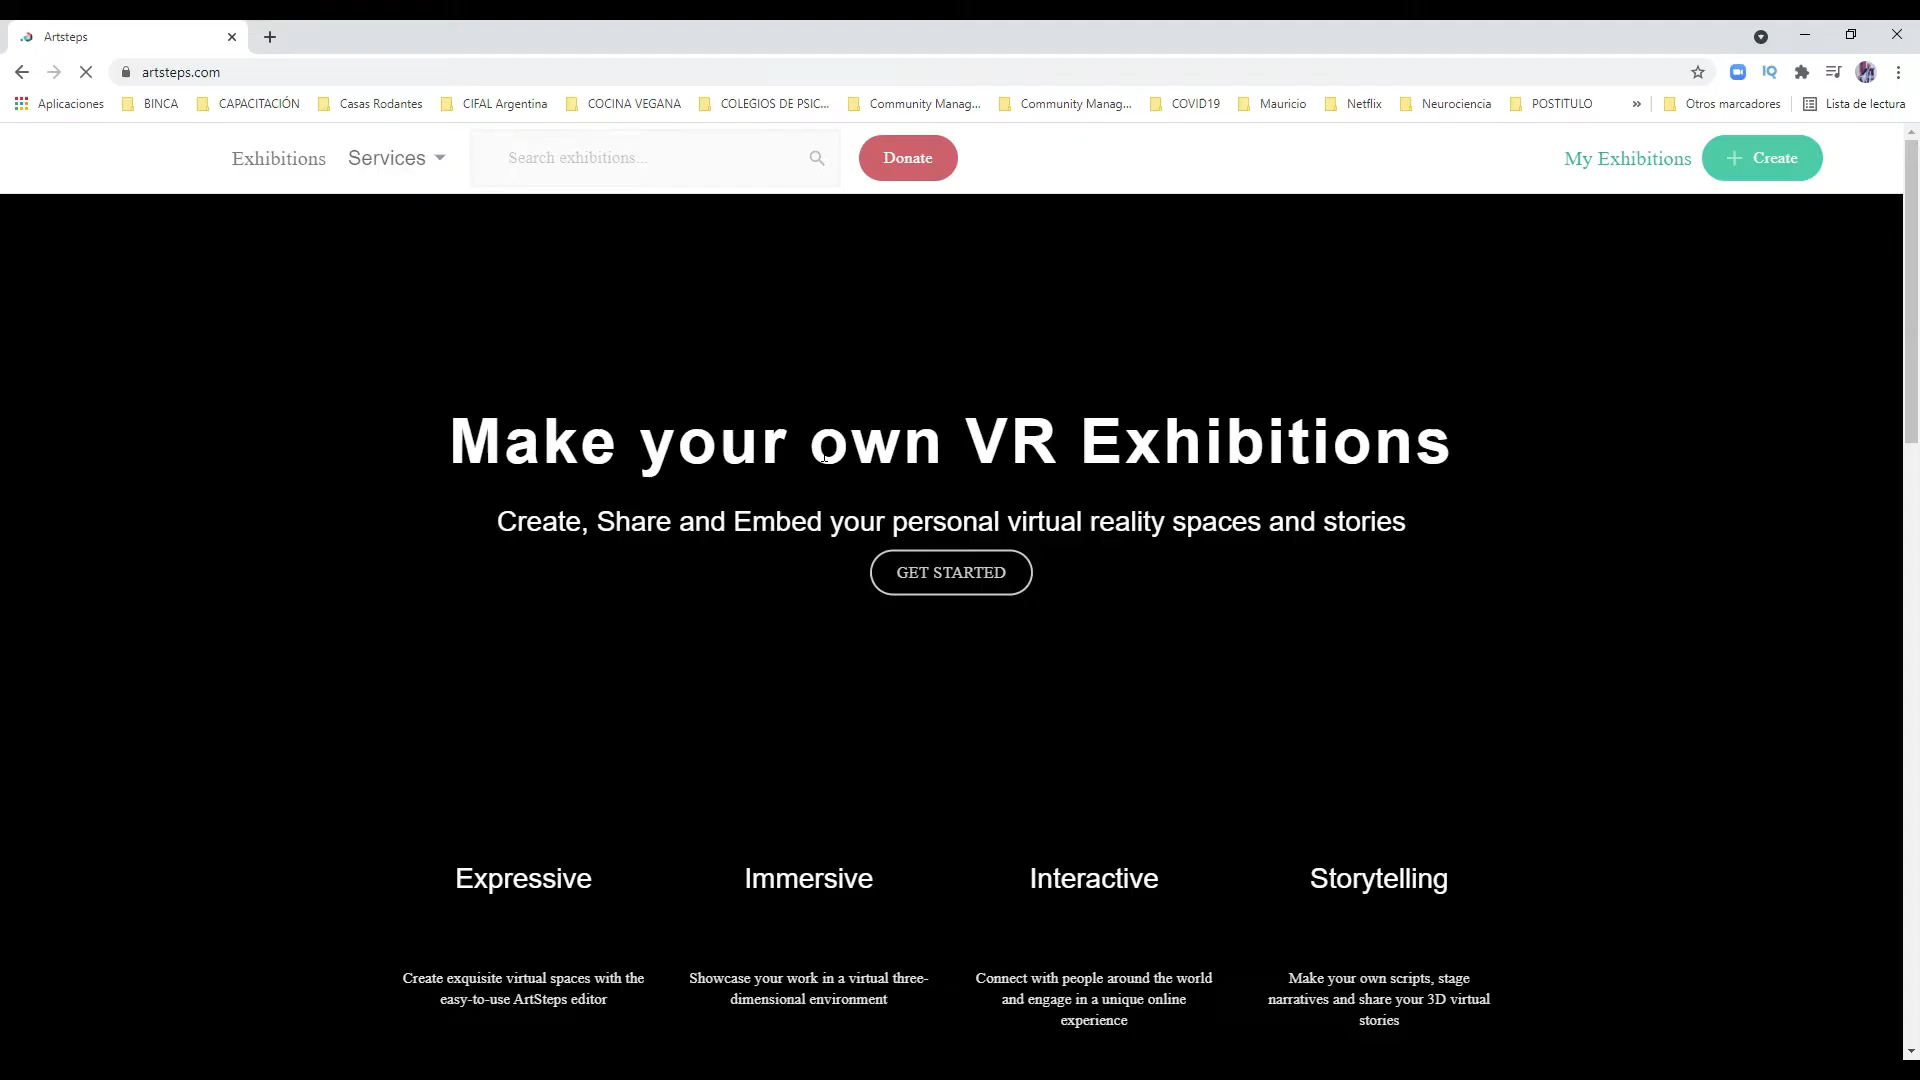 Artsteps
artsteps.com
IQ
Aplicaciones BINCA CAPACITACIÓN Casas Rodantes CIFAL Argentina COCINA VEGANA COLEGIOS DE PSIC... Community Manag... Community Manag... COVID19 Mauricio Netflix Neurociencia POSTITULO » Otros marcadores Lista de lectura
Exhibitions Services Search exhibitions... Donate My Exhibitions + Create
Make your own VR Exhibitions
Create, Share and Embed your personal virtual reality spaces and stories
GET STARTED
Expressive
Create exquisite virtual spaces with the
easy-to-use ArtSteps editor
Immersive
Showcase your work in a virtual three-
dimensional environment
Interactive
Connect with people around the world
and engage in a unique online
experience
Storytelling
Make your own scripts, stage
narratives and share your 3D virtual
stories